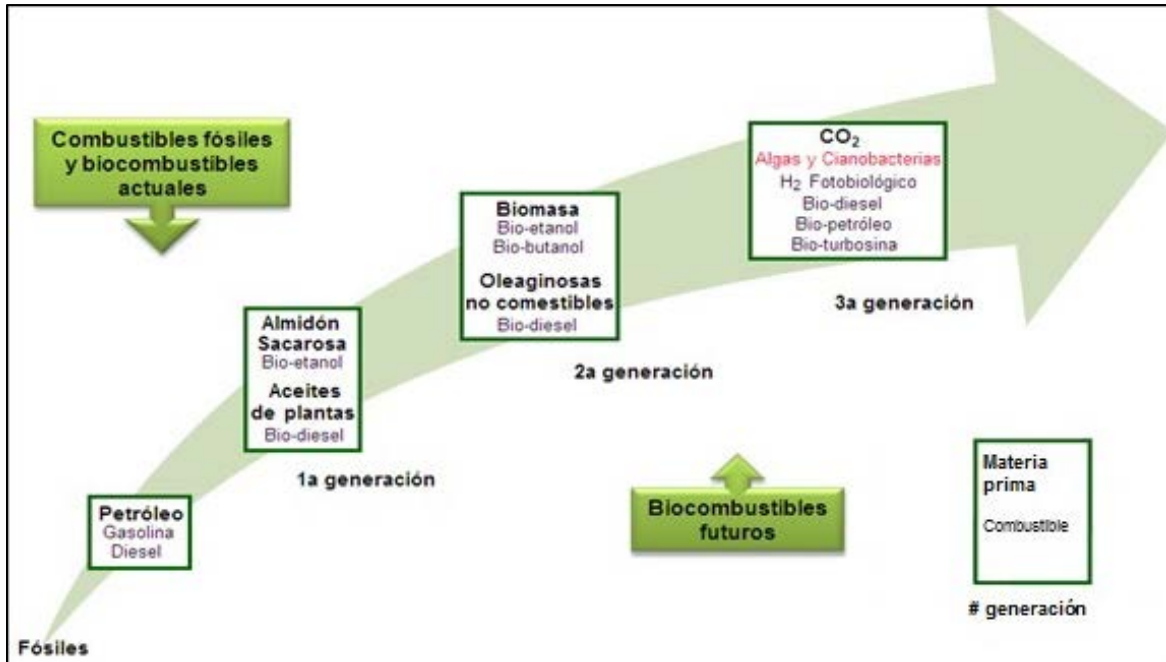 Combustibles fósiles
y biocombustibles
actuales
CO₂
Algas y Cianobacterias
H₂ Fotobiológico
Bio-diesel
Bio-petróleo
Bio-turbosina
3a generación
Biomasa
Bio-etanol
Bio-butanol
Oleaginosas
no comestibles
Bio-diesel
2a generación
Almidón
Sacarosa
Bio-etanol
Aceites
de plantas
Bio-diesel
1a generación
Petróleo
Gasolina
Diesel
Fósiles
Biocombustibles
futuros
Materia
prima
Combustible
# generación